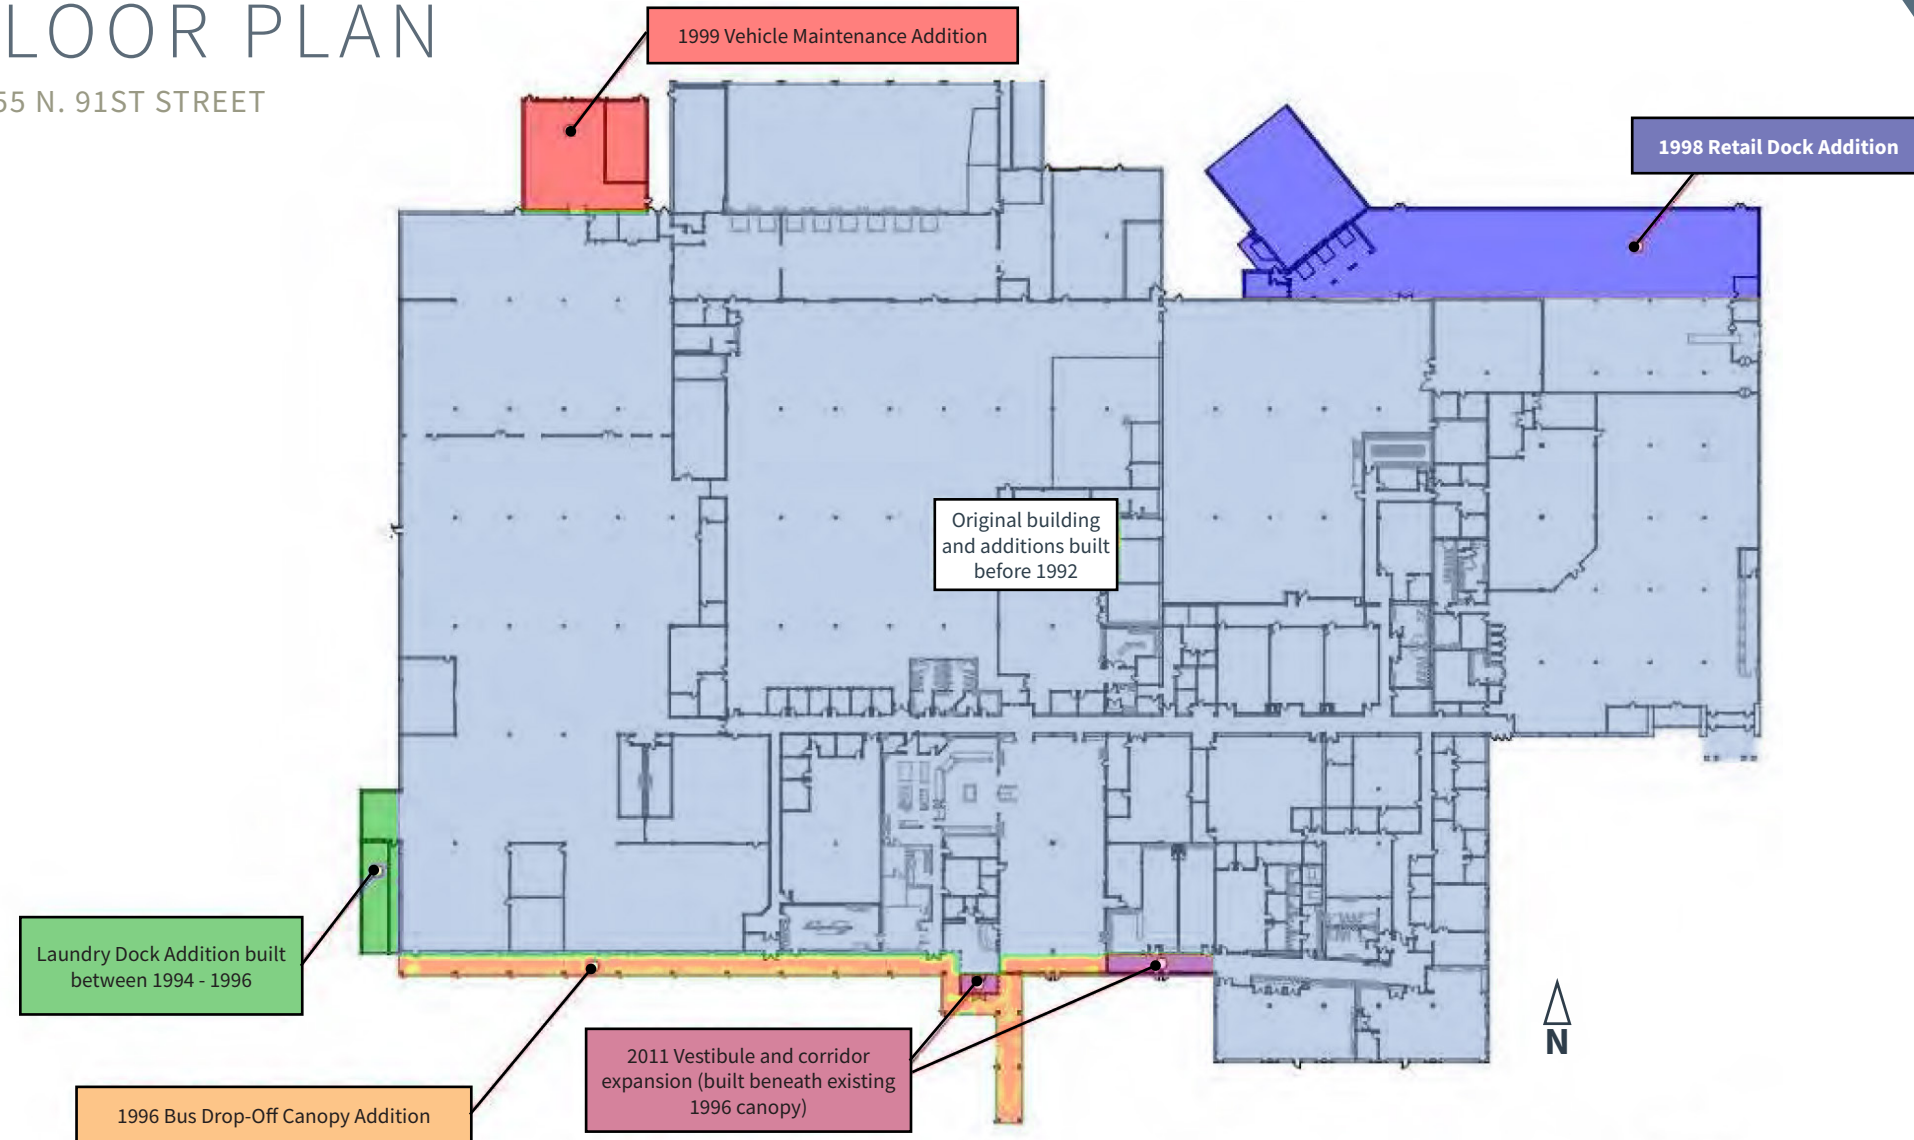 LOOR PLAN
55 N. 91ST STREET
1999 Vehicle Maintenance Addition
1998 Retail Dock Addition
Original building
and additions built
before 1992
Laundry Dock Addition built
between 1994 - 1996
2011 Vestibule and corridor
expansion (built beneath existing
1996 canopy)
1996 Bus Drop-Off Canopy Addition
N